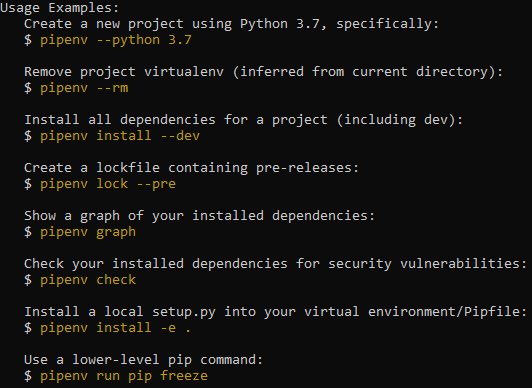 Usage Examples:
Create a new project using Python 3.7, specifically:
$ pipenv --python 3.7
Remove project virtualenv (inferred from current directory):
$ pipenv --rm
Install all dependencies for a project (including dev):
$ pipenv install --dev
Create a lockfile containing pre-releases:
$ pipenv lock --pre
Show a graph of your installed dependencies:
$ pipenv graph
Check your installed dependencies for security vulnerabilities:
$ pipenv check
Install a local setup.py into your virtual environment/Pipfile:
$ pipenv install -e .
Use a lower-level pip command:
$ pipenv run pip freeze